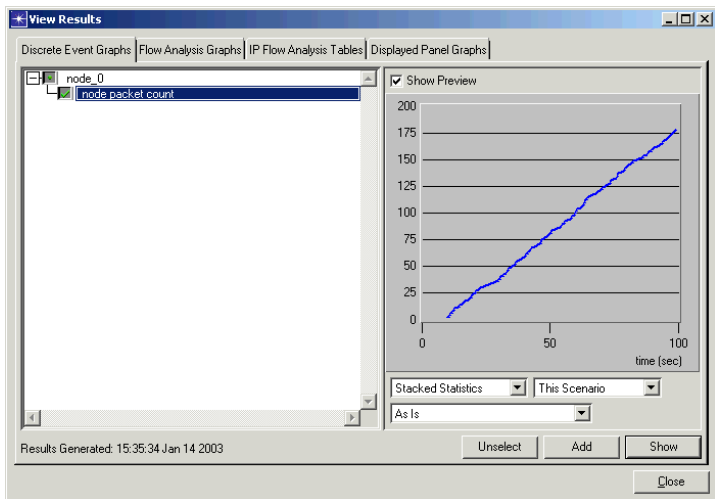 View Results
Discrete Event Graphs Flow Analysis Graphs IP Flow Analysis Tables Displayed Panel Graphs
node_0
node packet count
Show Preview
200
175
150
125
100
75
50
25
0
0 50 100
time (sec)
Stacked Statistics This Scenario
As Is
Results Generated: 15:35:34 Jan 14 2003
Unselect Add Show
Close